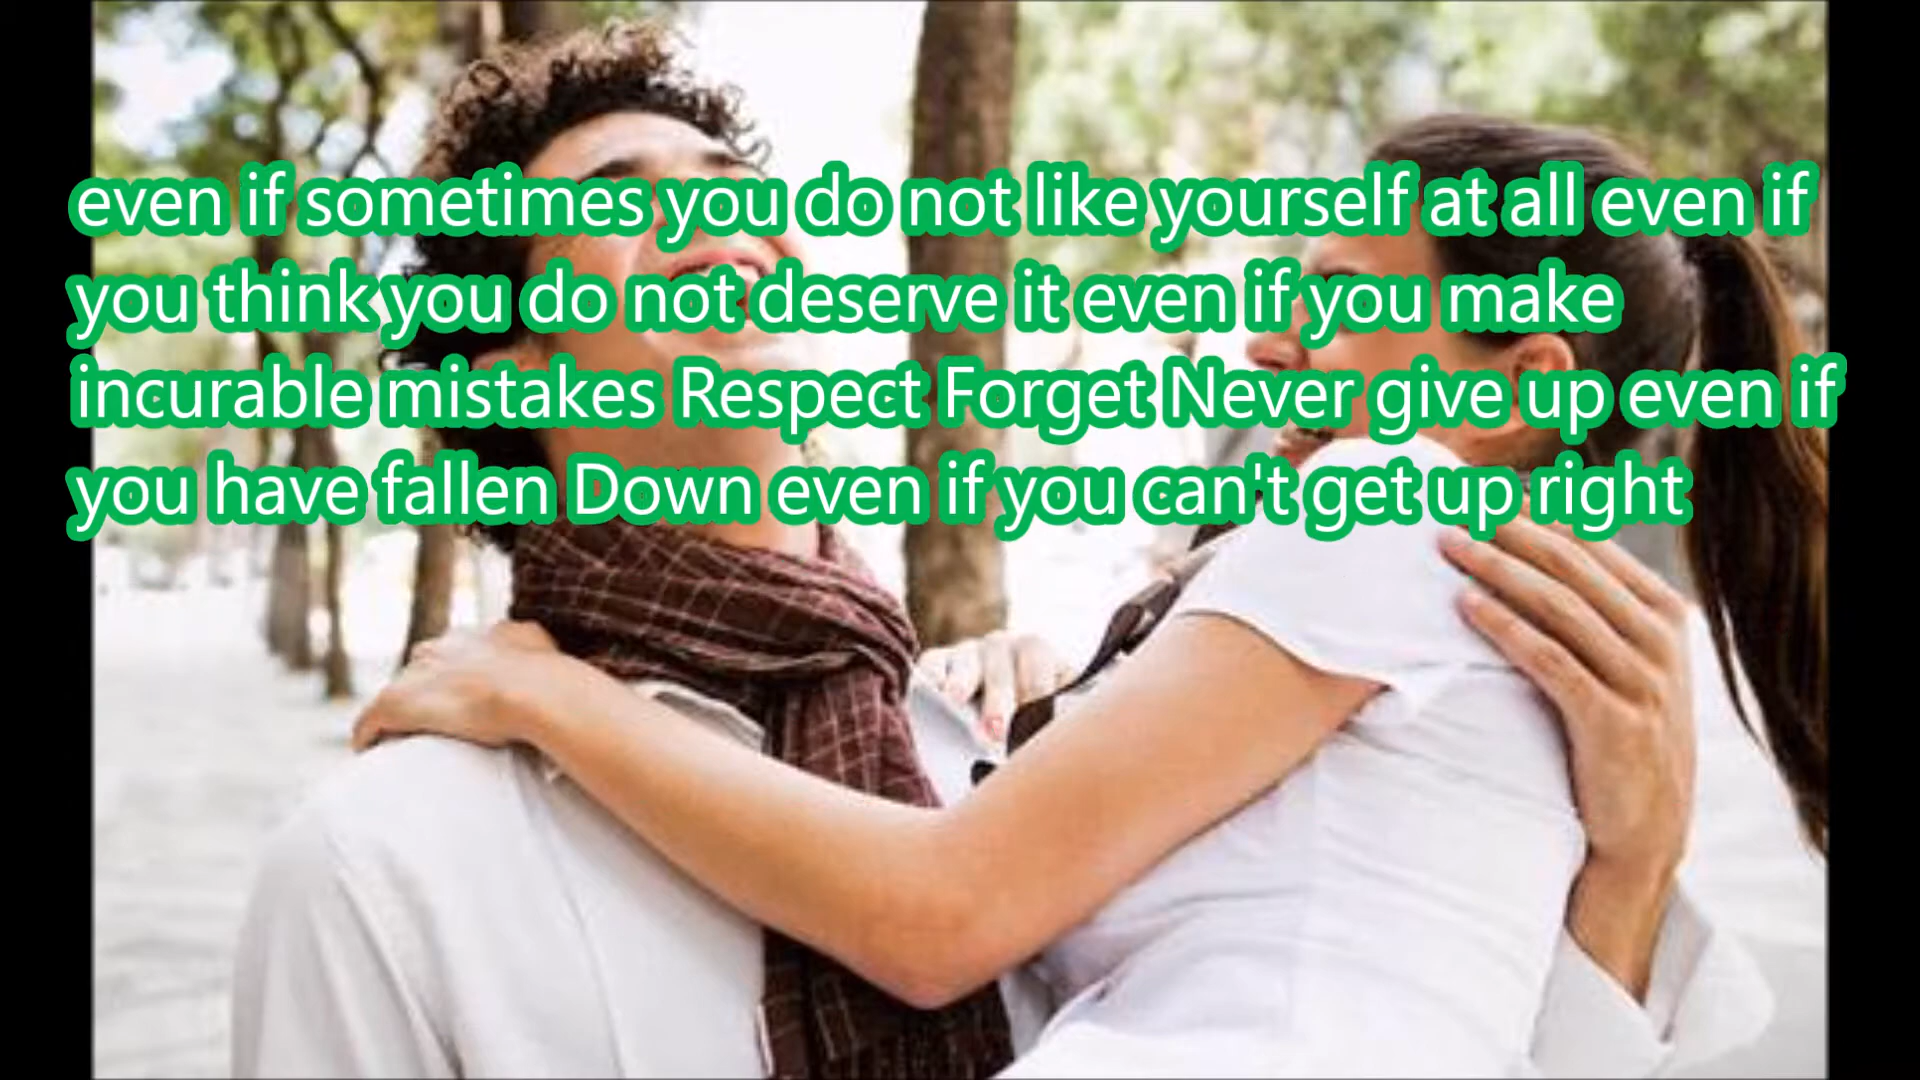 even if sometimes you do not like yourself at all even if
you think you do not deserve it even if you make
incurable mistakes Respect Forget Never give up even if
you have fallen Down even if you can't get up right